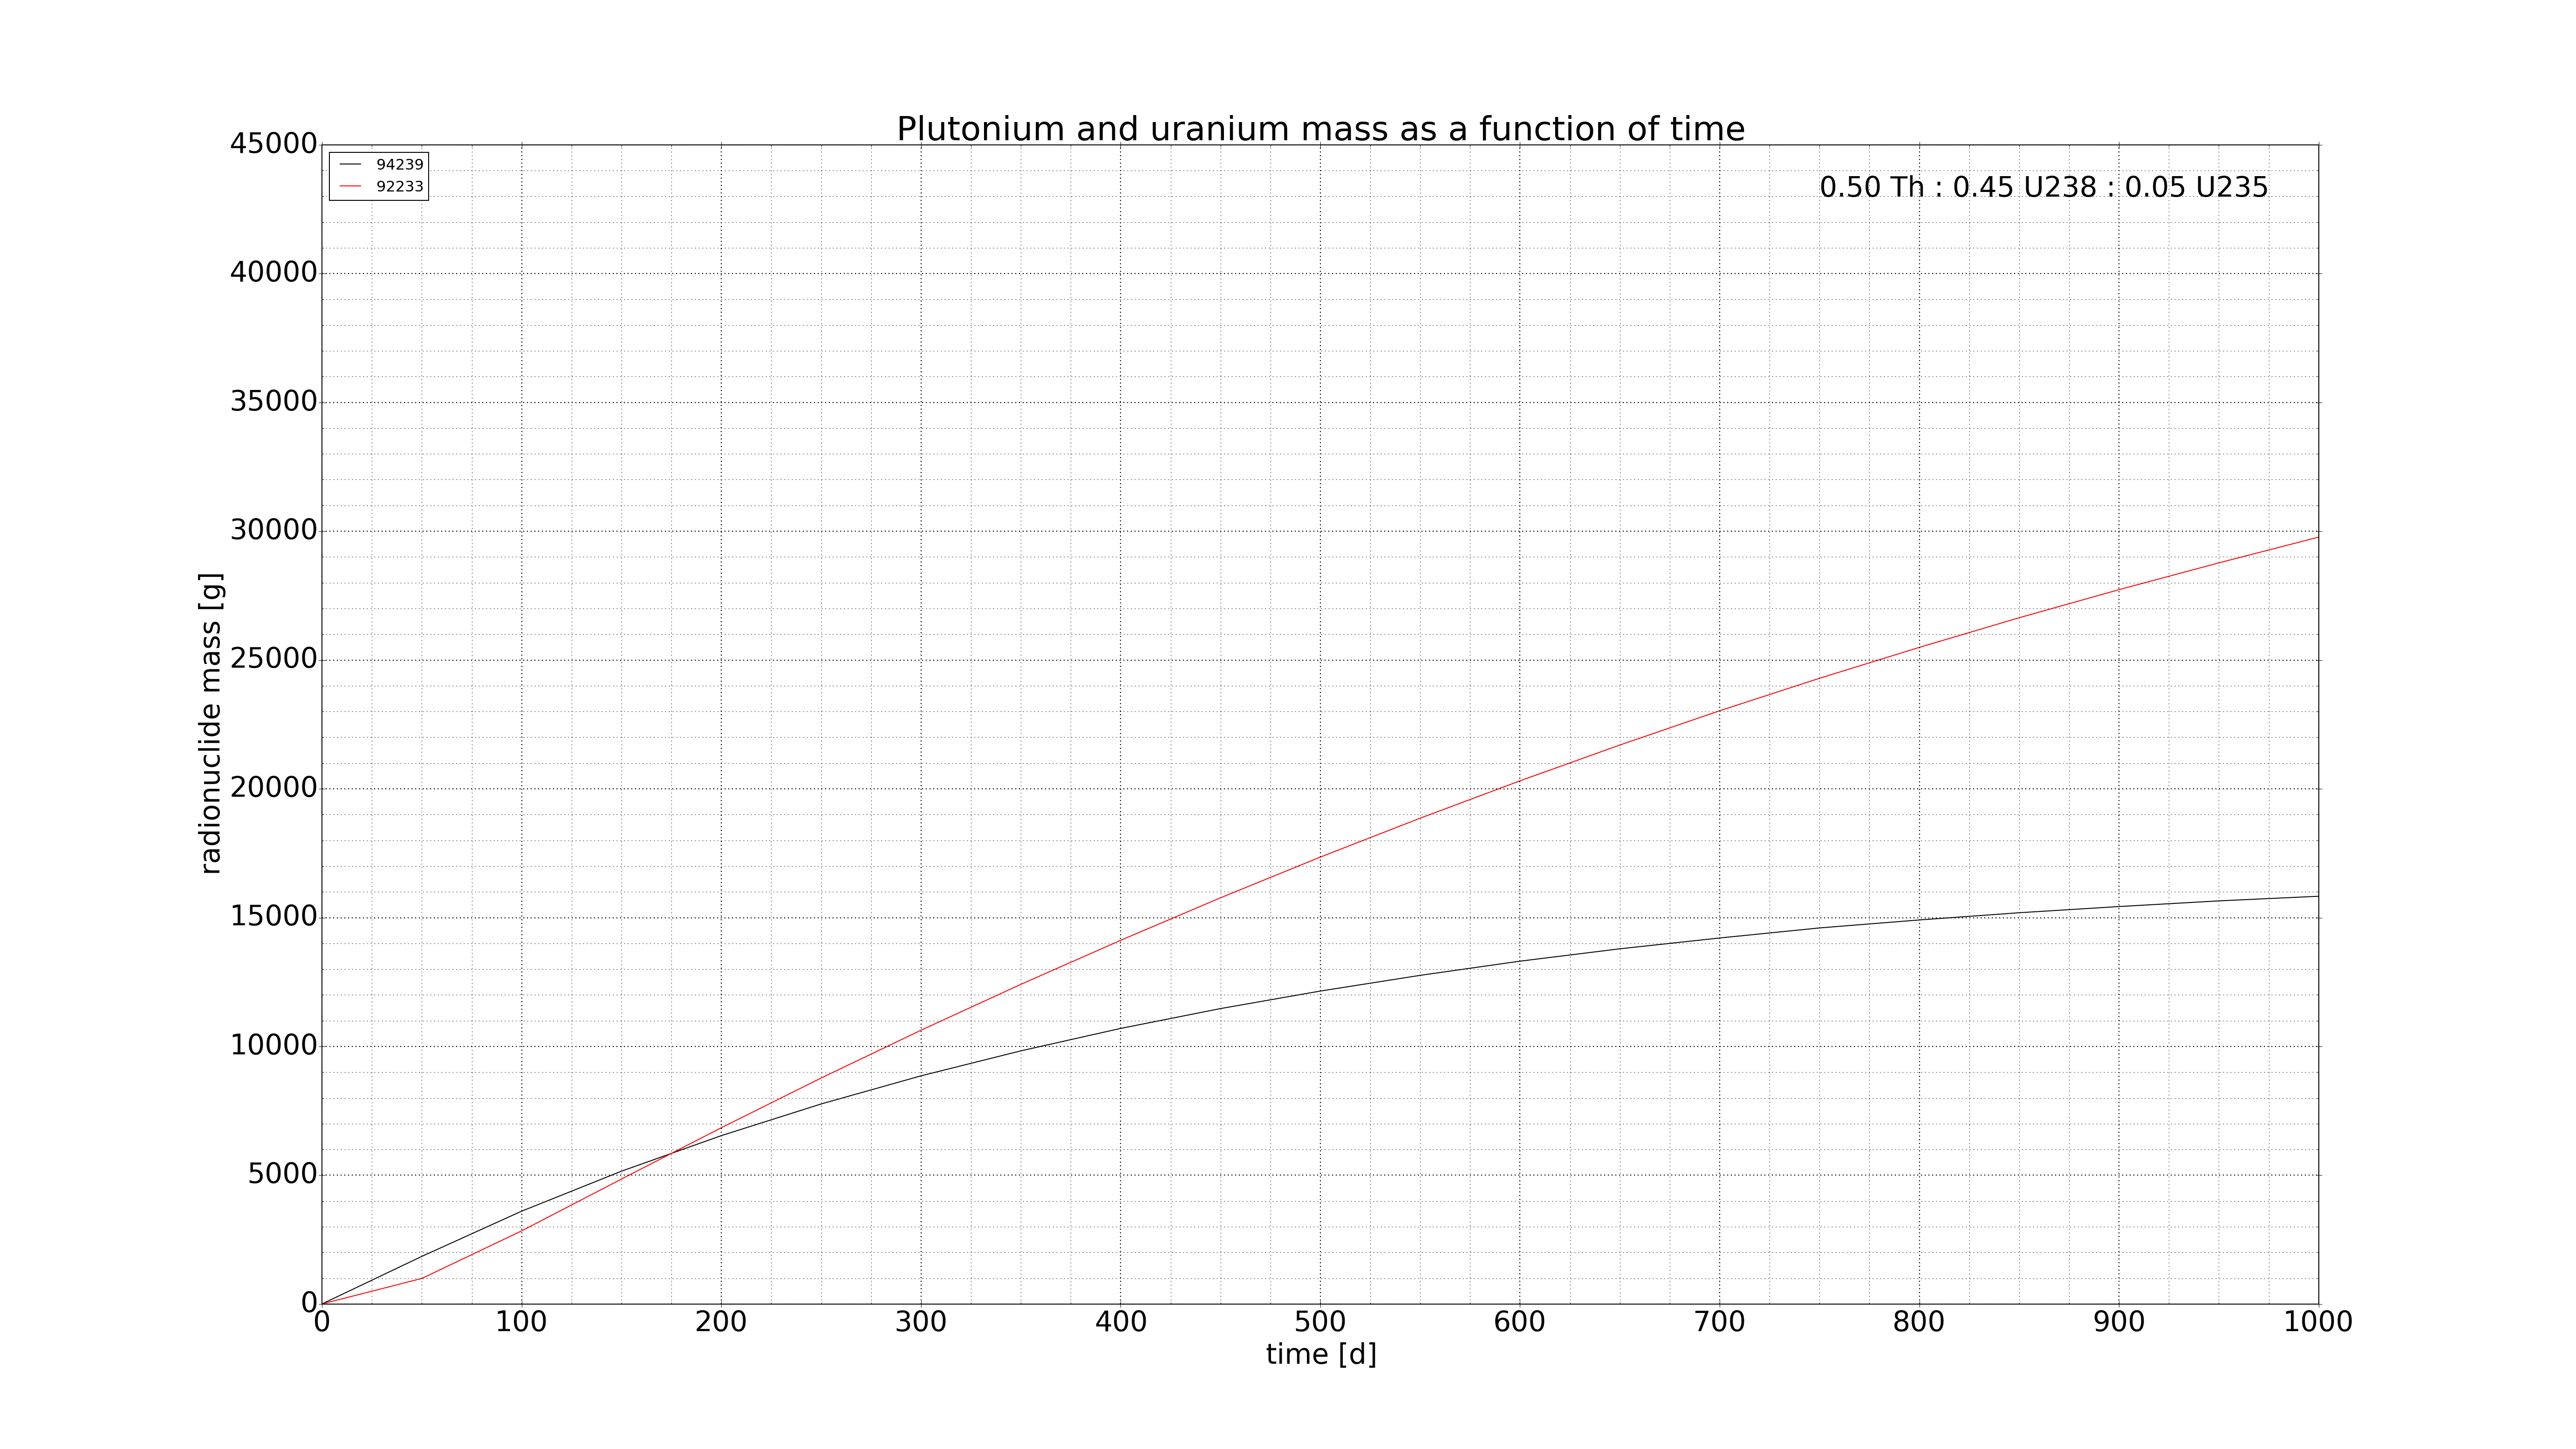 Plutonium and uranium mass as a function of time
94239
92233
0.50 Th : 0.45 U238 : 0.05 U235
radionuclide mass [g]
45000
40000
35000
30000
25000
20000
15000
10000
5000
0
0 100 200 300 400 500 600 700 800 900 1000
time [d]